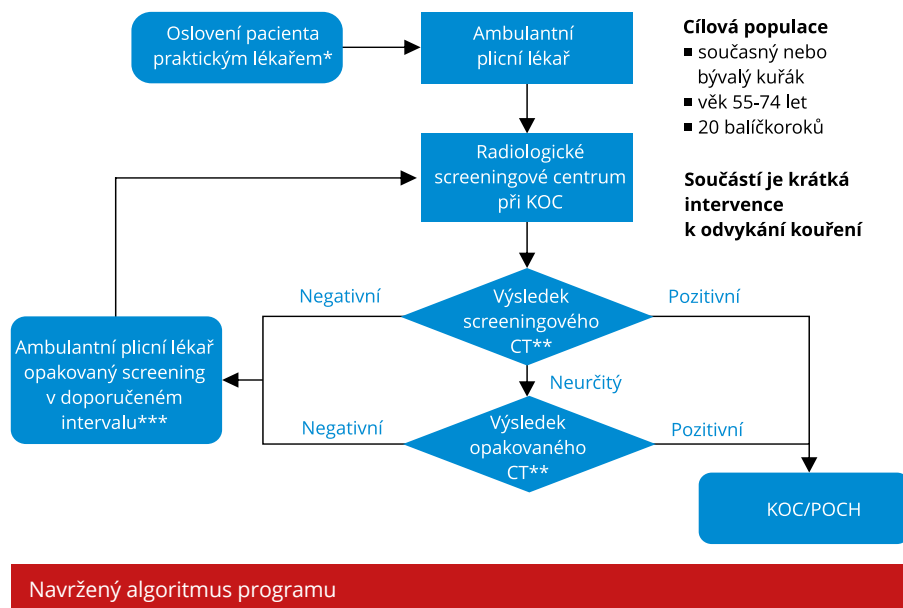 Oslovení pacienta
praktickým lékařem*
Ambulantní
plicní lékař
Cílová populace
■ současný nebo
bývalý kuřák
■ věk 55-74 let
■ 20 balíčkoroků
Radiologické
screeningové centrum
při KOC
Součástí je krátká
intervence
k odvykání kouření
Negativní
Výsledek
screeningového
CT**
Pozitivní
Ambulantní plicní lékař
opakovaný screening
v doporučeném
intervalu***
Neurčitý
Negativní
Výsledek
opakovaného
CT**
Pozitivní
KOC/POCH
Navržený algoritmus programu